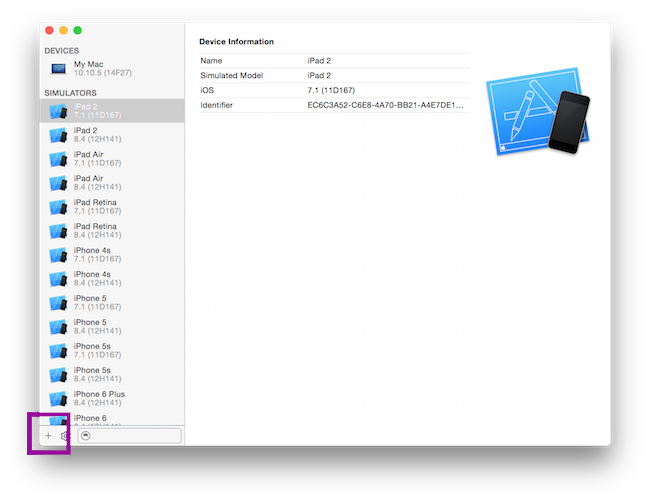 DEVICES
My Mac
10.10.5 (14F27)
SIMULATORS
iPad 2
7.1 (11D167)
iPad 2
8.4 (12H141)
iPad Air
7.1 (11D167)
iPad Air
8.4 (12H141)
iPad Retina
7.1 (11D167)
iPad Retina
8.4 (12H141)
iPhone 4s
7.1 (11D167)
iPhone 4s
8.4 (12H141)
iPhone 5
7.1 (11D167)
iPhone 5
8.4 (12H141)
iPhone 5s
7.1 (11D167)
iPhone 5s
8.4 (12H141)
iPhone 6 Plus
8.4 (12H141)
iPhone 6
8.4 (12H141)
Device Information
Name iPad 2
Simulated Model iPad 2
iOS 7.1 (11D167)
Identifier EC6C3A52-C6E8-4A70-BB21-A4E7DE1...